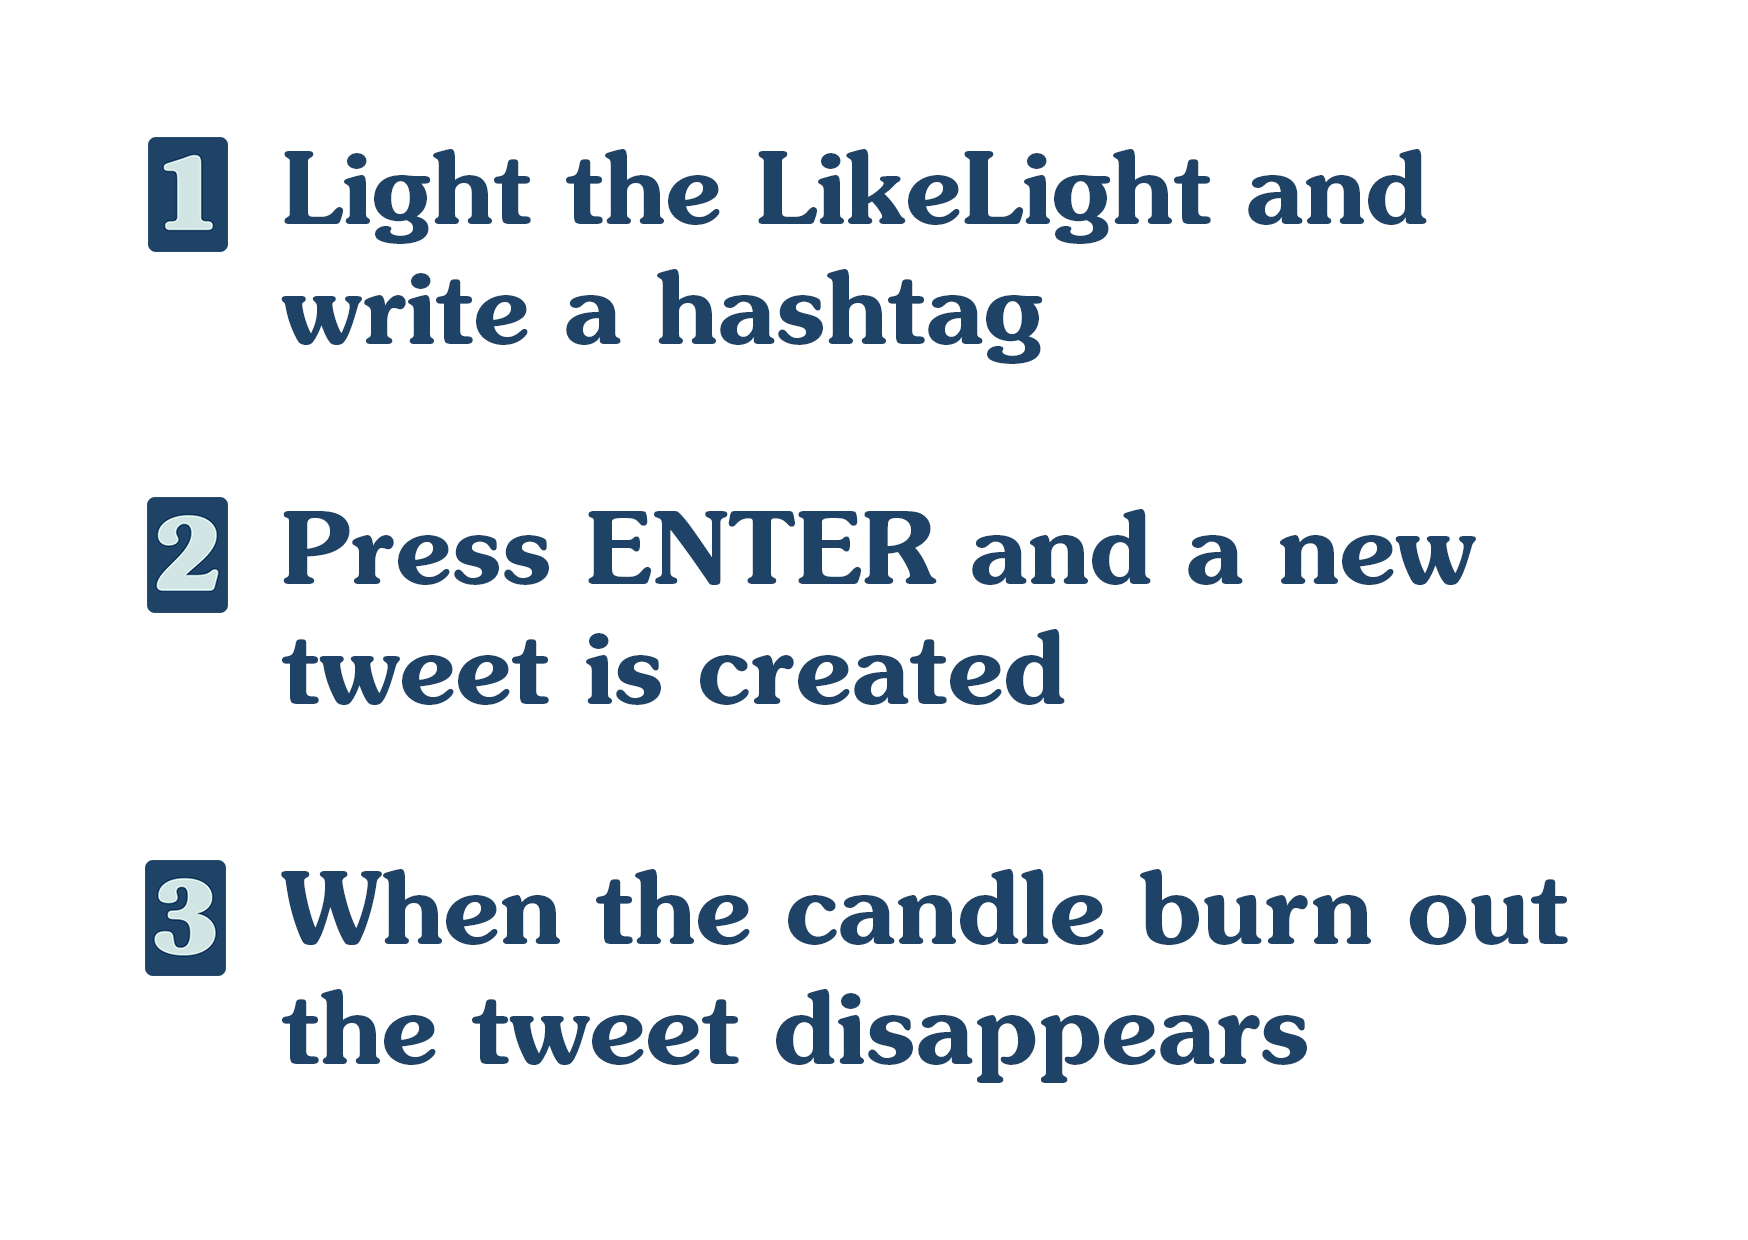 1 Light the LikeLight and
write a hashtag
2 Press ENTER and a new
tweet is created
3 When the candle burn out
the tweet disappears